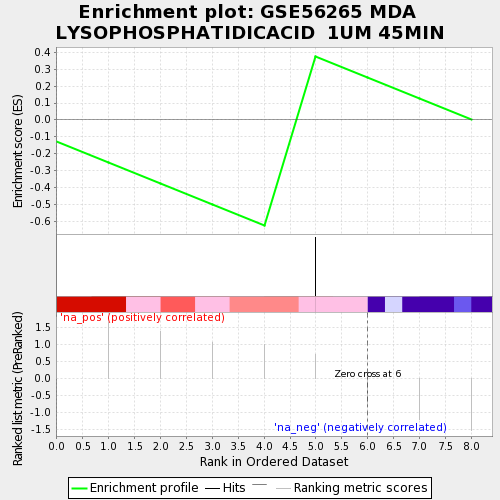 Enrichment plot: GSE56265 MDA
LYSOPHOSPHATIDICACID 1UM 45MIN
Enrichment score (ES)
0.4
0.3
0.2
0.1
0.0
-0.1
-0.2
-0.3
-0.4
-0.5
-0.6
Ranked list metric (PreRanked)
'na_pos' (positively correlated)
1.5
1.0
0.5
0.0
-0.5
-1.0
-1.5
Zero cross at 6
'na_neg' (negatively correlated)
0.0 0.5 1.0 1.5 2.0 2.5 3.0 3.5 4.0 4.5 5.0 5.5 6.0 6.5 7.0 7.5 8.0
Rank in Ordered Dataset
Enrichment profile Hits Ranking metric scores